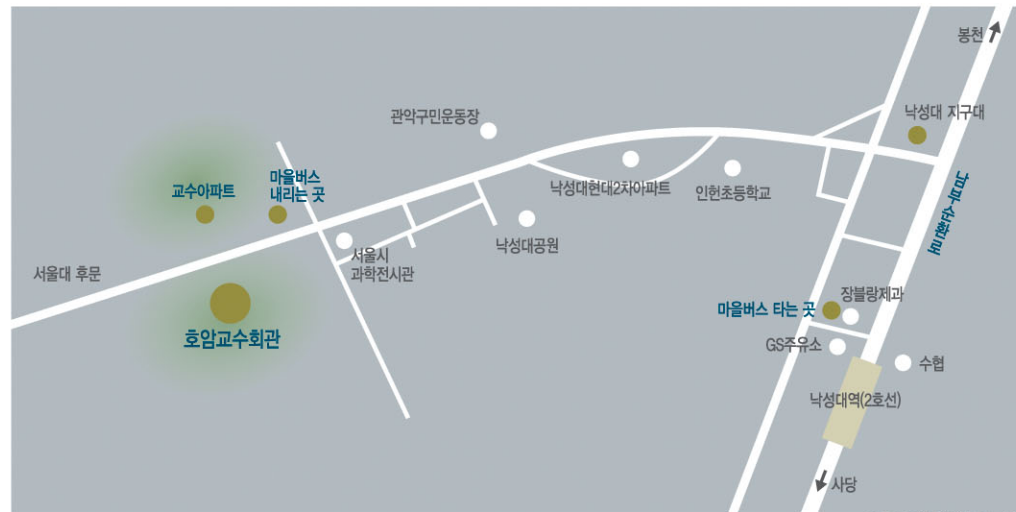 봉천
낙성대 지구대
관악구민운동장
남부순환로
교수아파트
마을버스
내리는 곳
낙성대현대2차아파트
인헌초등학교
낙성대공원
서울시
과학전시관
서울대 후문
장블랑제과
마을버스 타는 곳
호암교수회관
GS주유소
수협
낙성대역(2호선)
사당